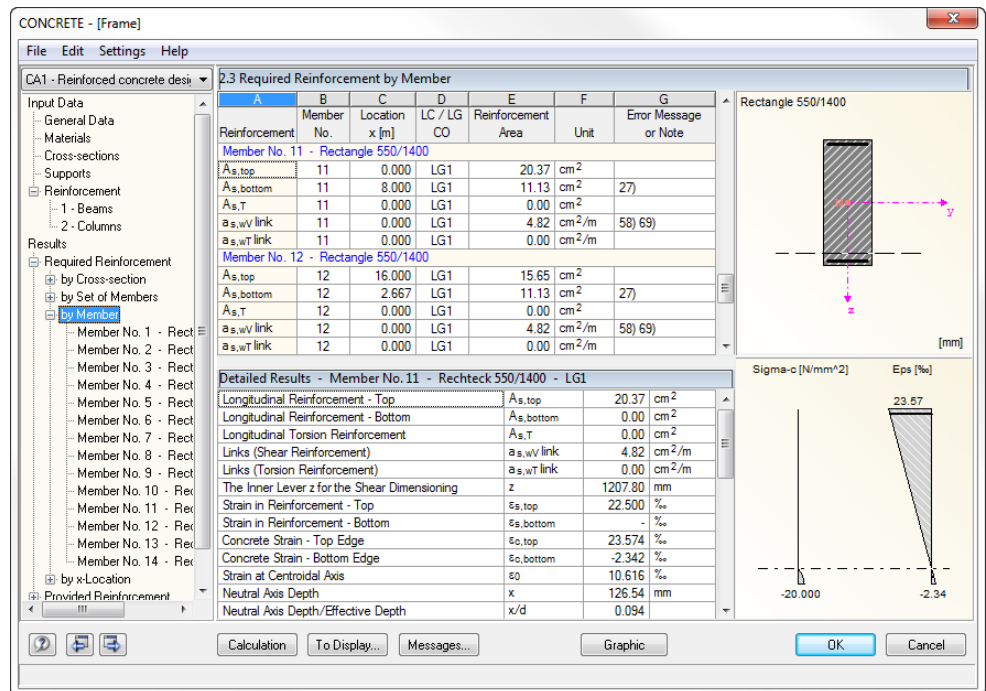 CONCRETE - [Frame]
File Edit Settings Help
CA1 - Reinforced concrete desi
Input Data
General Data
Materials
Cross-sections
Supports
Reinforcement
1 - Beams
2 - Columns
Results
Required Reinforcement
by Cross-section
by Set of Members
by Member
Member No. 1 - Rect
Member No. 2 - Rect
Member No. 3 - Rect
Member No. 4 - Rect
Member No. 5 - Rect
Member No. 6 - Rect
Member No. 7 - Rect
Member No. 8 - Rect
Member No. 9 - Rect
Member No. 10 - Rec
Member No. 11 - Rec
Member No. 12 - Rec
Member No. 13 - Rec
Member No. 14 - Rec
by x-Location
Provided Reinforcement
2.3 Required Reinforcement by Member
A B C D E F G
Member Location LC / LG Reinforcement Error Message
Reinforcement No. x [m] CO Area Unit or Note
Member No. 11 - Rectangle 550/1400
As,top 11 0.000 LG1 20.37 cm²
As,bottom 11 8.000 LG1 11.13 cm² 27)
As,T 11 0.000 LG1 0.00 cm²
as,wV link 11 0.000 LG1 4.82 cm²/m 58) 69)
as,wT link 11 0.000 LG1 0.00 cm²/m
Member No. 12 - Rectangle 550/1400
As,top 12 16.000 LG1 15.65 cm²
As,bottom 12 2.667 LG1 11.13 cm² 27)
As,T 12 0.000 LG1 0.00 cm²
as,wV link 12 0.000 LG1 4.82 cm²/m 58) 69)
as,wT link 12 0.000 LG1 0.00 cm²/m
Detailed Results - Member No. 11 - Rechteck 550/1400 - LG1
Longitudinal Reinforcement - Top As,top 20.37 cm²
Longitudinal Reinforcement - Bottom As,bottom 0.00 cm²
Longitudinal Torsion Reinforcement As,T 0.00 cm²
Links (Shear Reinforcement) as,wV link 4.82 cm²/m
Links (Torsion Reinforcement) as,wT link 0.00 cm²/m
The Inner Lever z for the Shear Dimensioning z 1207.80 mm
Strain in Reinforcement - Top εs,top 22.500 ‰
Strain in Reinforcement - Bottom εs,bottom - ‰
Concrete Strain - Top Edge εc,top 23.574 ‰
Concrete Strain - Bottom Edge εc,bottom -2.342 ‰
Strain at Centroidal Axis ε0 10.616 ‰
Neutral Axis Depth x 126.54 mm
Neutral Axis Depth/Effective Depth x/d 0.094
Rectangle 550/1400
y
z
[mm]
Sigma-c [N/mm^2] Eps [‰]
23.57
-20.000 -2.34
Calculation To Display... Messages... Graphic OK Cancel